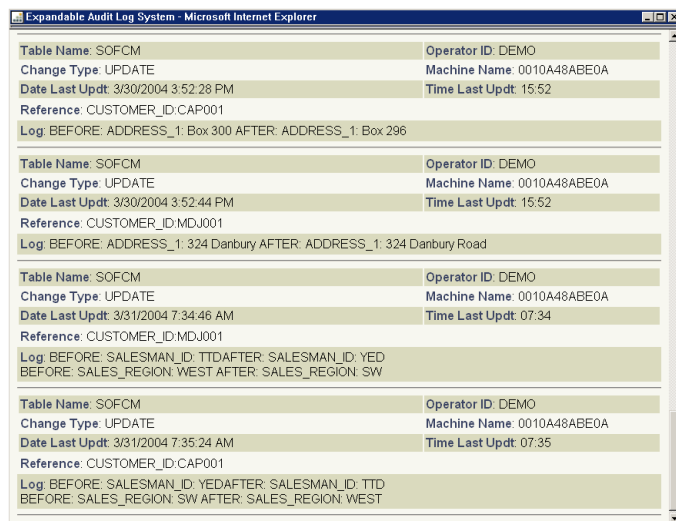 Expandable Audit Log System - Microsoft Internet Explorer
Table Name: SOFCM Operator ID: DEMO
Change Type: UPDATE Machine Name: 0010A48ABE0A
Date Last Updt: 3/30/2004 3:52:28 PM Time Last Updt: 15:52
Reference: CUSTOMER_ID:CAP001
Log: BEFORE: ADDRESS_1: Box 300 AFTER: ADDRESS_1: Box 296
Table Name: SOFCM Operator ID: DEMO
Change Type: UPDATE Machine Name: 0010A48ABE0A
Date Last Updt: 3/30/2004 3:52:44 PM Time Last Updt: 15:52
Reference: CUSTOMER_ID:MDJ001
Log: BEFORE: ADDRESS_1: 324 Danbury AFTER: ADDRESS_1: 324 Danbury Road
Table Name: SOFCM Operator ID: DEMO
Change Type: UPDATE Machine Name: 0010A48ABE0A
Date Last Updt: 3/31/2004 7:34:46 AM Time Last Updt: 07:34
Reference: CUSTOMER_ID:MDJ001
Log: BEFORE: SALESMAN_ID: TTDAFTER: SALESMAN_ID: YED
BEFORE: SALES_REGION: WEST AFTER: SALES_REGION: SW
Table Name: SOFCM Operator ID: DEMO
Change Type: UPDATE Machine Name: 0010A48ABE0A
Date Last Updt: 3/31/2004 7:35:24 AM Time Last Updt: 07:35
Reference: CUSTOMER_ID:CAP001
Log: BEFORE: SALESMAN_ID: YEDAFTER: SALESMAN_ID: TTD
BEFORE: SALES_REGION: SW AFTER: SALES_REGION: WEST